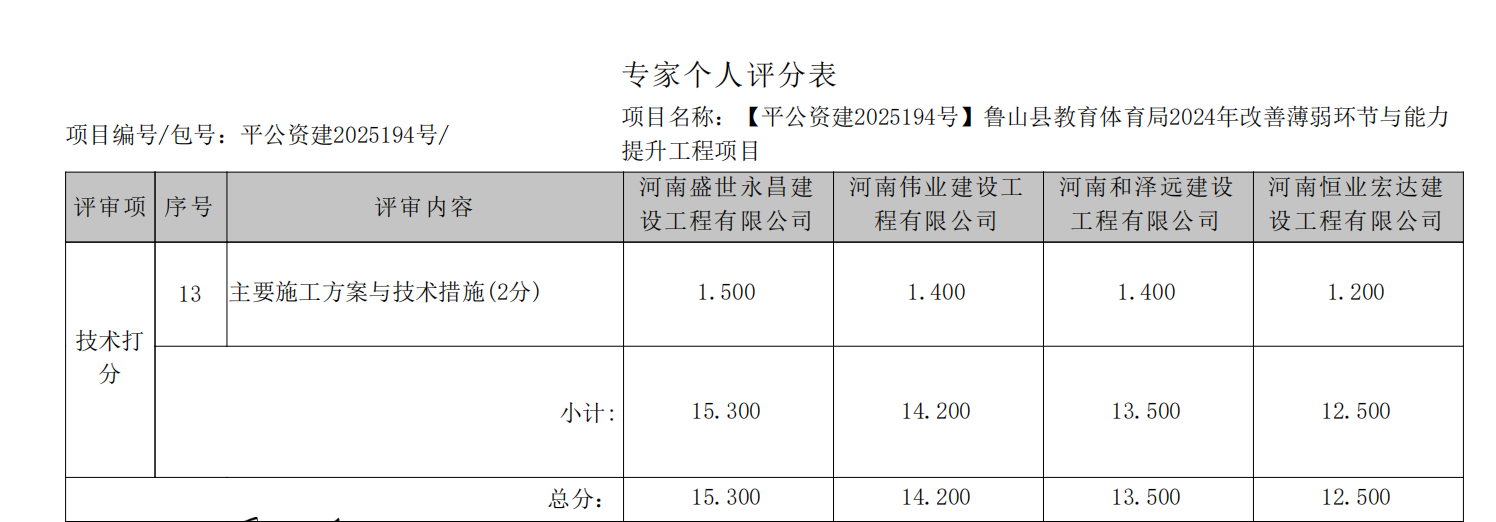 专家个人评分表
项目编号/包号：平公资建2025194号/
项目名称：【平公资建2025194号】鲁山县教育体育局2024年改善薄弱环节与能力
提升工程项目
评审项 序号 评审内容 河南盛世永昌建 河南伟业建设工 河南和泽远建设 河南恒业宏达建
设工程有限公司 程有限公司 工程有限公司 设工程有限公司
13 主要施工方案与技术措施(2分) 1.500 1.400 1.400 1.200
技术打
分
小计: 15.300 14.200 13.500 12.500
总分: 15.300 14.200 13.500 12.500